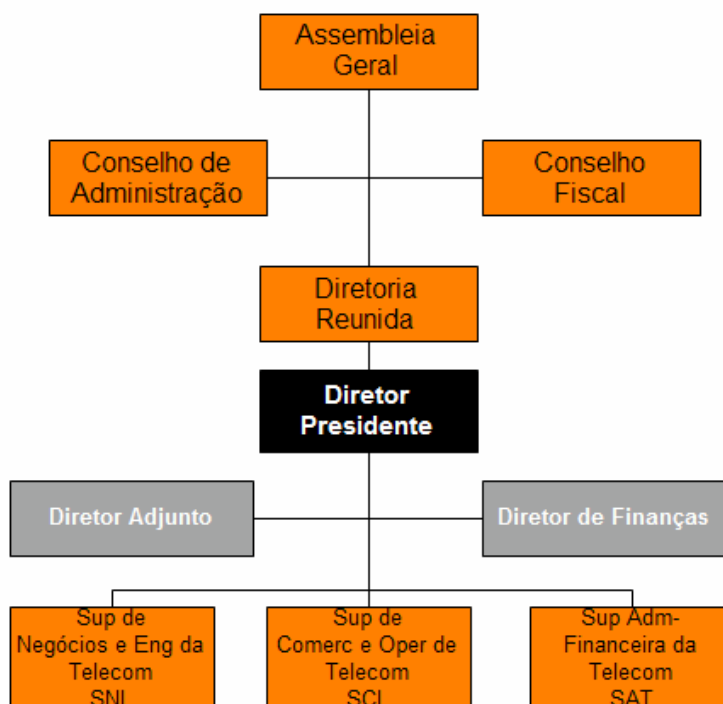 Assembleia
Geral
Conselho de
Administração
Conselho
Fiscal
Diretoria
Reunida
Diretor
Presidente
Diretor Adjunto
Diretor de Finanças
Sup de
Negócios e Eng da
Telecom
Sup de
Comerc e Oper de
Telecom
Sup Adm-
Financeira da
Telecom
SAT